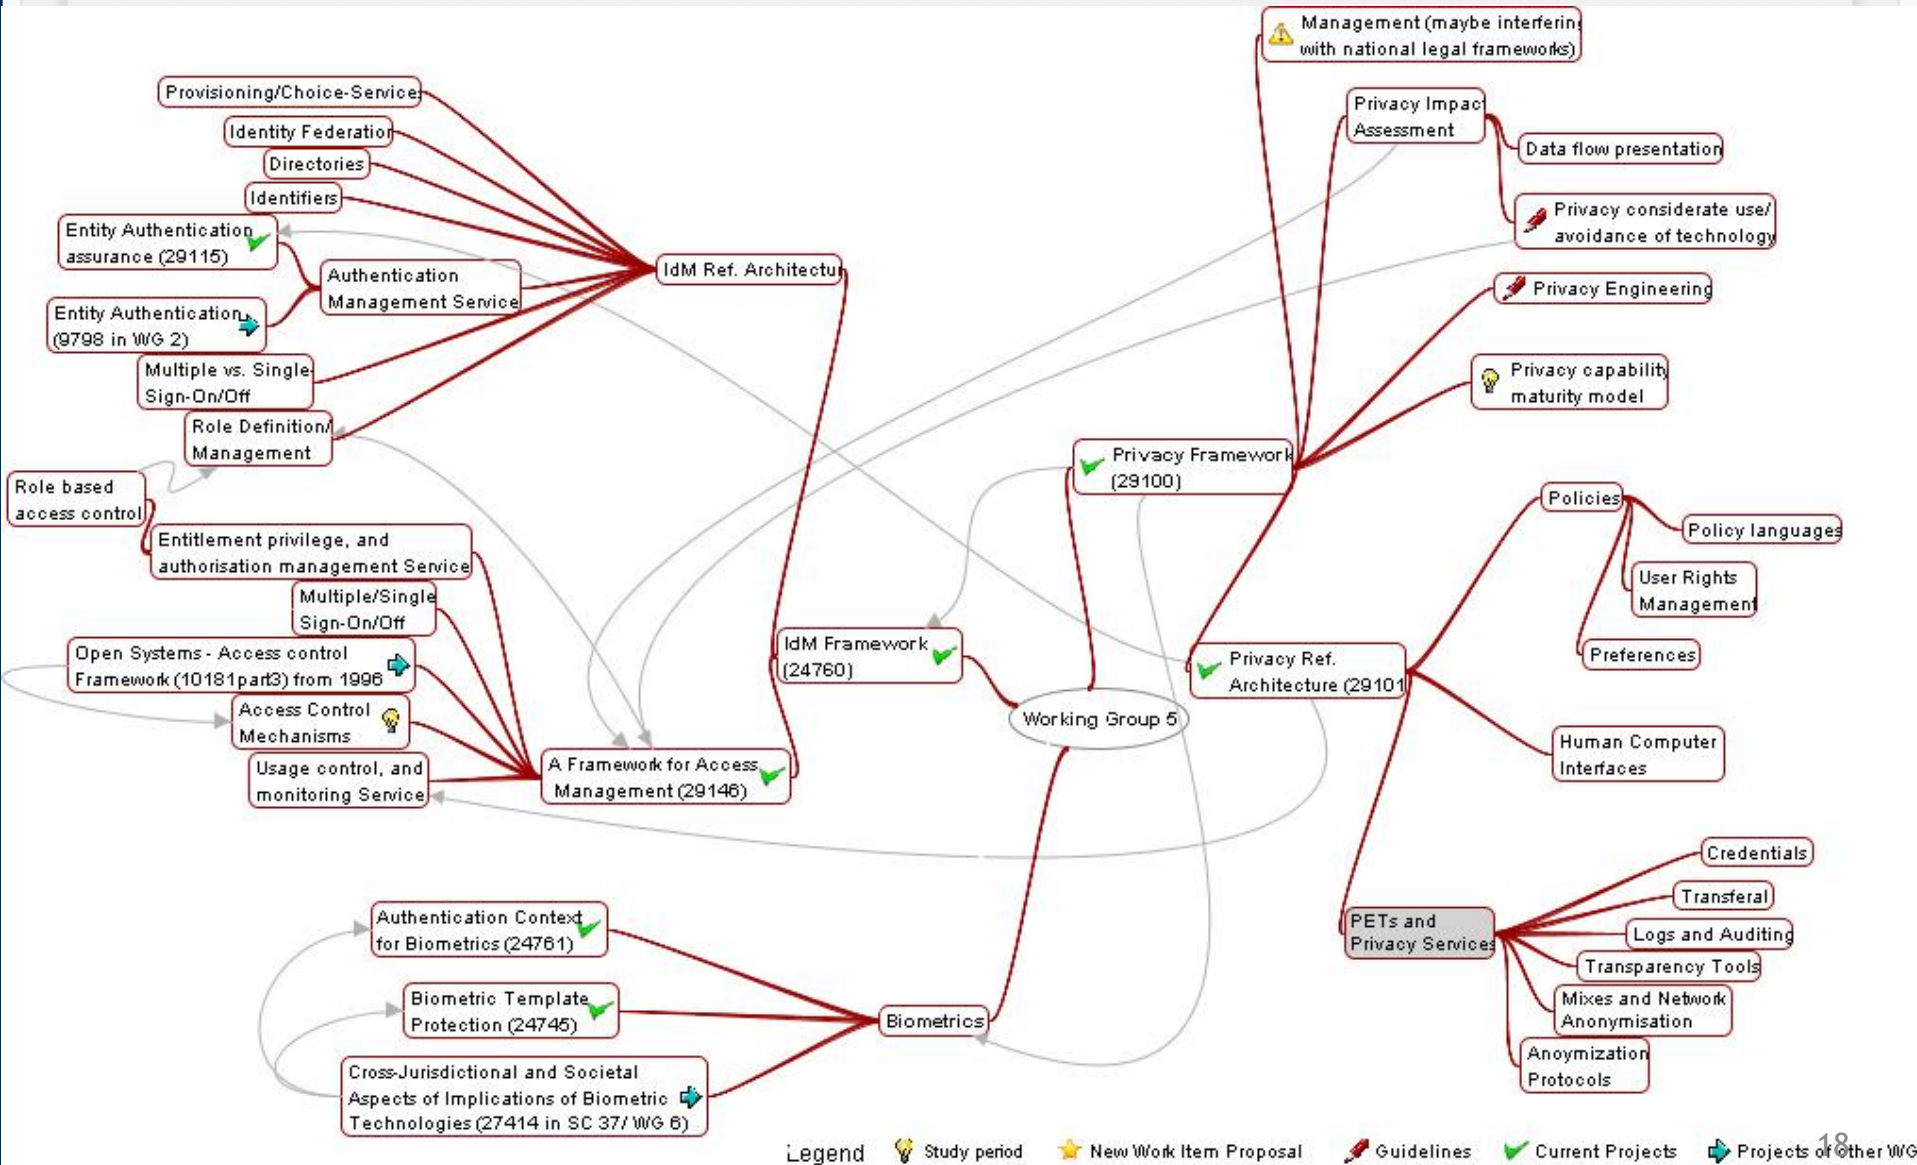 Management (maybe interferin
with national legal frameworks)
Provisioning/Choice-Service
Identity Federation
Directories
Identifiers
Entity Authentication
assurance (29115)
Authentication
Management Service
Entity Authentication
(9798 in WG 2)
Multiple vs. Single-
Sign-On/Off
Role Definition/
Management
IdM Ref. Architectu
Role based
access control
Entitlement privilege, and
authorisation management Service
Multiple/Single
Sign-On/Off
Open Systems - Access control
Framework (10181part3) from 1996
Access Control
Mechanisms
Usage control, and
monitoring Service
A Framework for Access
Management (29146)
IdM Framework
(24760)
Working Group 5
Privacy Framework
(29100)
Privacy Impact
Assessment
Data flow presentation
Privacy considerate use/
avoidance of technology
Privacy Engineering
Privacy capability
maturity model
Privacy Ref.
Architecture (29101
Policies
Policy languages
User Rights
Management
Preferences
Human Computer
Interfaces
PETs and
Privacy Services
Credentials
Transferal
Logs and Auditing
Transparency Tools
Mixes and Network
Anonymisation
Anoymization
Protocols
Authentication Context
for Biometrics (24761)
Biometric Template
Protection (24745)
Biometrics
Cross-Jurisdictional and Societal
Aspects of Implications of Biometric
Technologies (27414 in SC 37/ WG 6)
Legend Study period New Work Item Proposal Guidelines Current Projects Projects of other WG
18